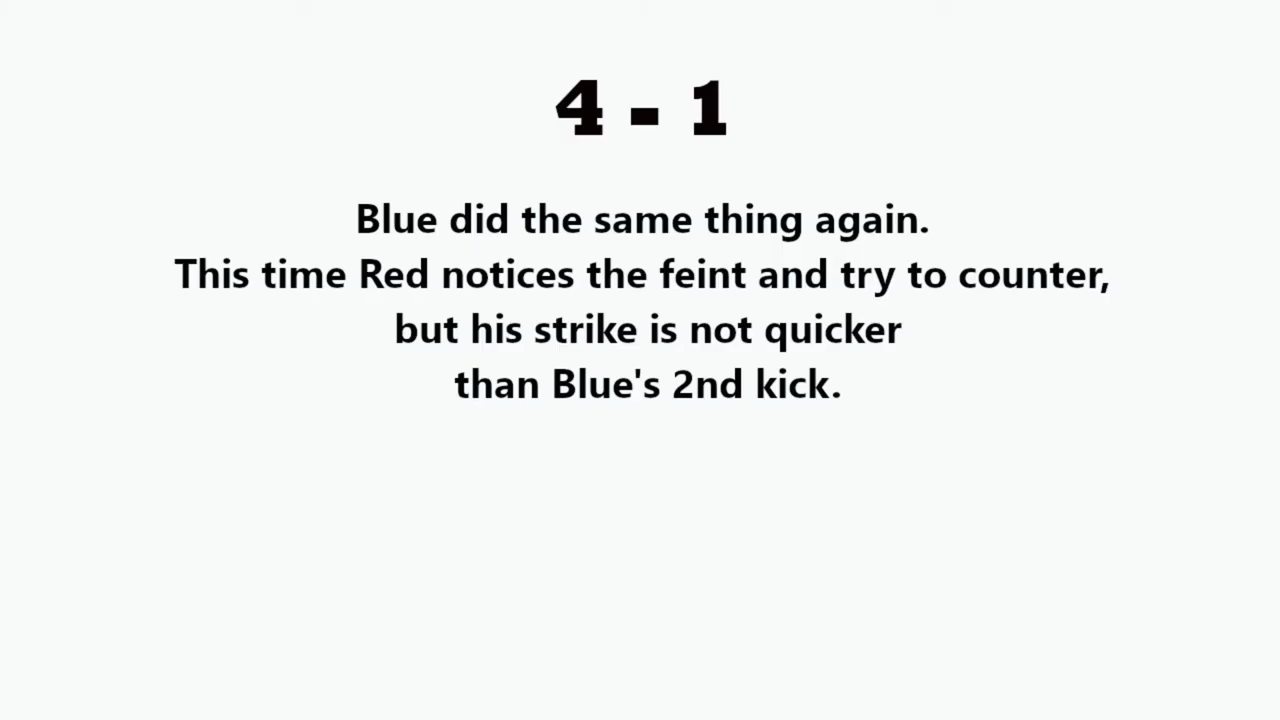 4 - 1
Blue did the same thing again.
This time Red notices the feint and try to counter,
but his strike is not quicker
than Blue's 2nd kick.